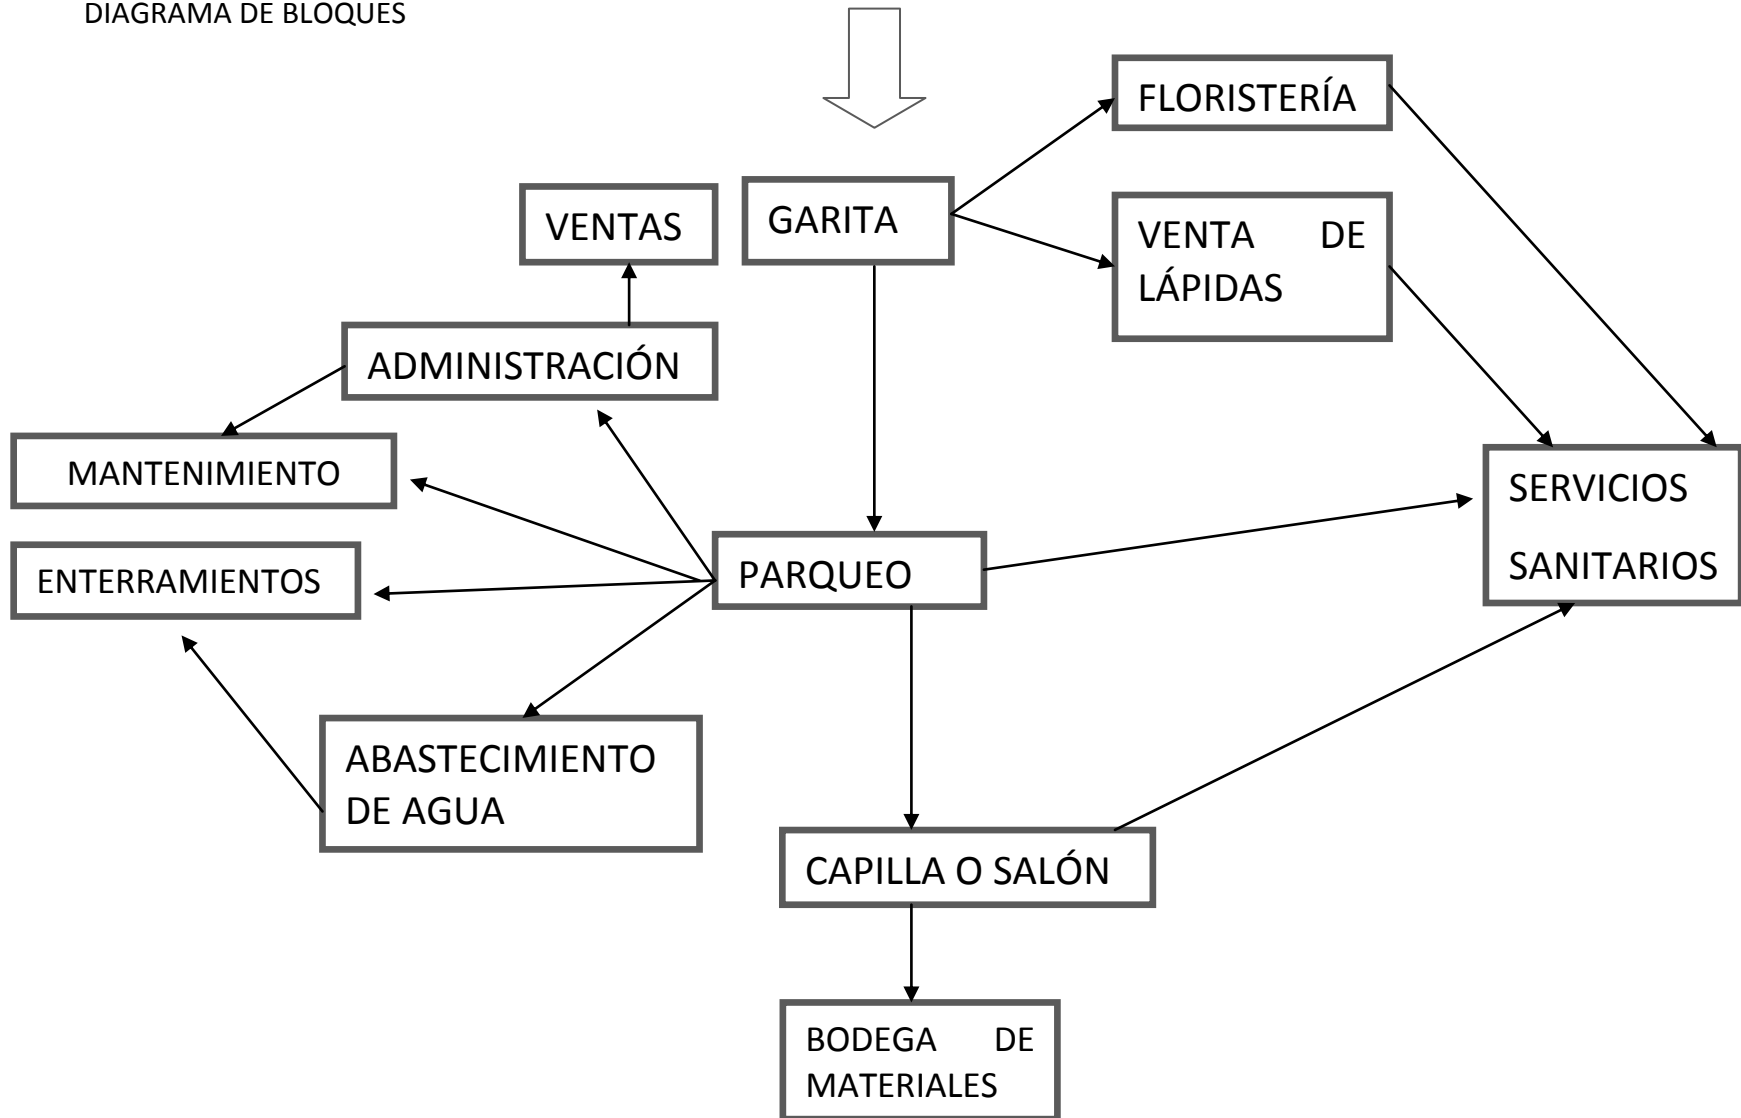 DIAGRAMA DE BLOQUES
FLORISTERÍA
VENTAS
GARITA
VENTA DE
LÁPIDAS
ADMINISTRACIÓN
MANTENIMIENTO
SERVICIOS
SANITARIOS
ENTERRAMIENTOS
PARQUEO
ABASTECIMIENTO
DE AGUA
CAPILLA O SALÓN
BODEGA DE
MATERIALES